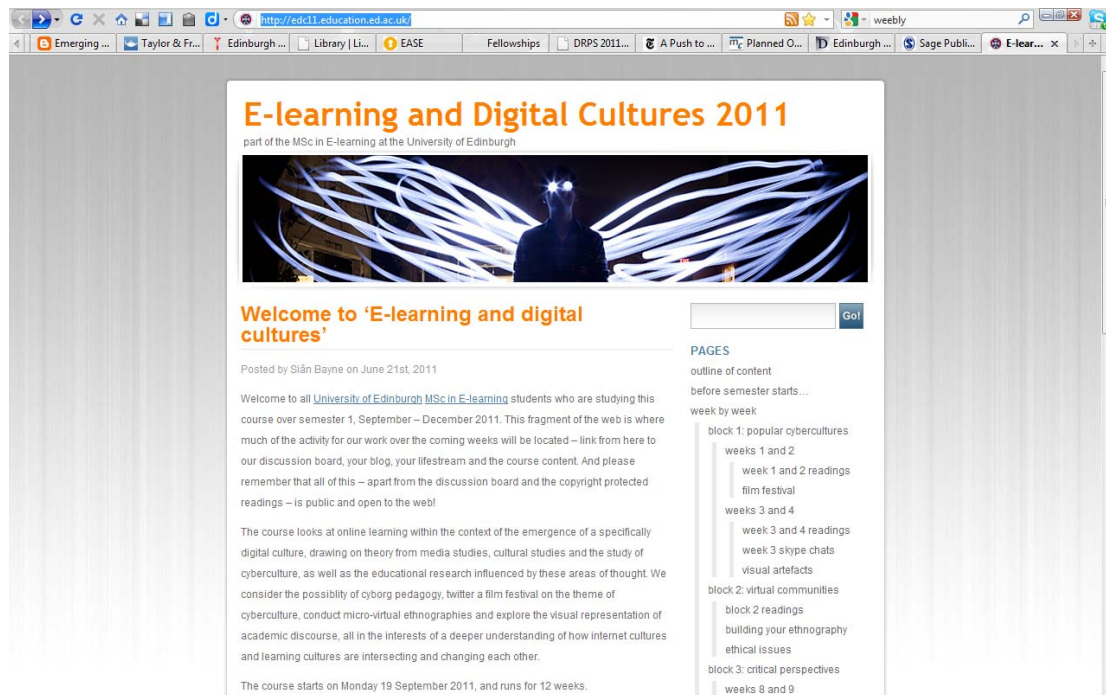 http://edc11.education.ed.ac.uk/
weebly
Emerging ...
Taylor & Fr...
Edinburgh ...
Library | Li...
EASE
Fellowships
DRPS 2011...
A Push to ...
Planned O...
Edinburgh ...
Sage Publi...
E-lear...
E-learning and Digital Cultures 2011
part of the MSc in E-learning at the University of Edinburgh
Welcome to ‘E-learning and digital
cultures’
Posted by Siân Bayne on June 21st, 2011
Welcome to all University of Edinburgh MSc in E-learning students who are studying this
course over semester 1, September – December 2011. This fragment of the web is where
much of the activity for our work over the coming weeks will be located – link from here to
our discussion board, your blog, your lifestream and the course content. And please
remember that all of this – apart from the discussion board and the copyright protected
readings – is public and open to the web!
The course looks at online learning within the context of the emergence of a specifically
digital culture, drawing on theory from media studies, cultural studies and the study of
cyberculture, as well as the educational research influenced by these areas of thought. We
consider the possiblity of cyborg pedagogy, twitter a film festival on the theme of
cyberculture, conduct micro-virtual ethnographies and explore the visual representation of
academic discourse, all in the interests of a deeper understanding of how internet cultures
and learning cultures are intersecting and changing each other.
The course starts on Monday 19 September 2011, and runs for 12 weeks.
Go!
PAGES
outline of content
before semester starts...
week by week
block 1: popular cybercultures
weeks 1 and 2
week 1 and 2 readings
film festival
weeks 3 and 4
week 3 and 4 readings
week 3 skype chats
visual artefacts
block 2: virtual communities
block 2 readings
building your ethnography
ethical issues
block 3: critical perspectives
weeks 8 and 9